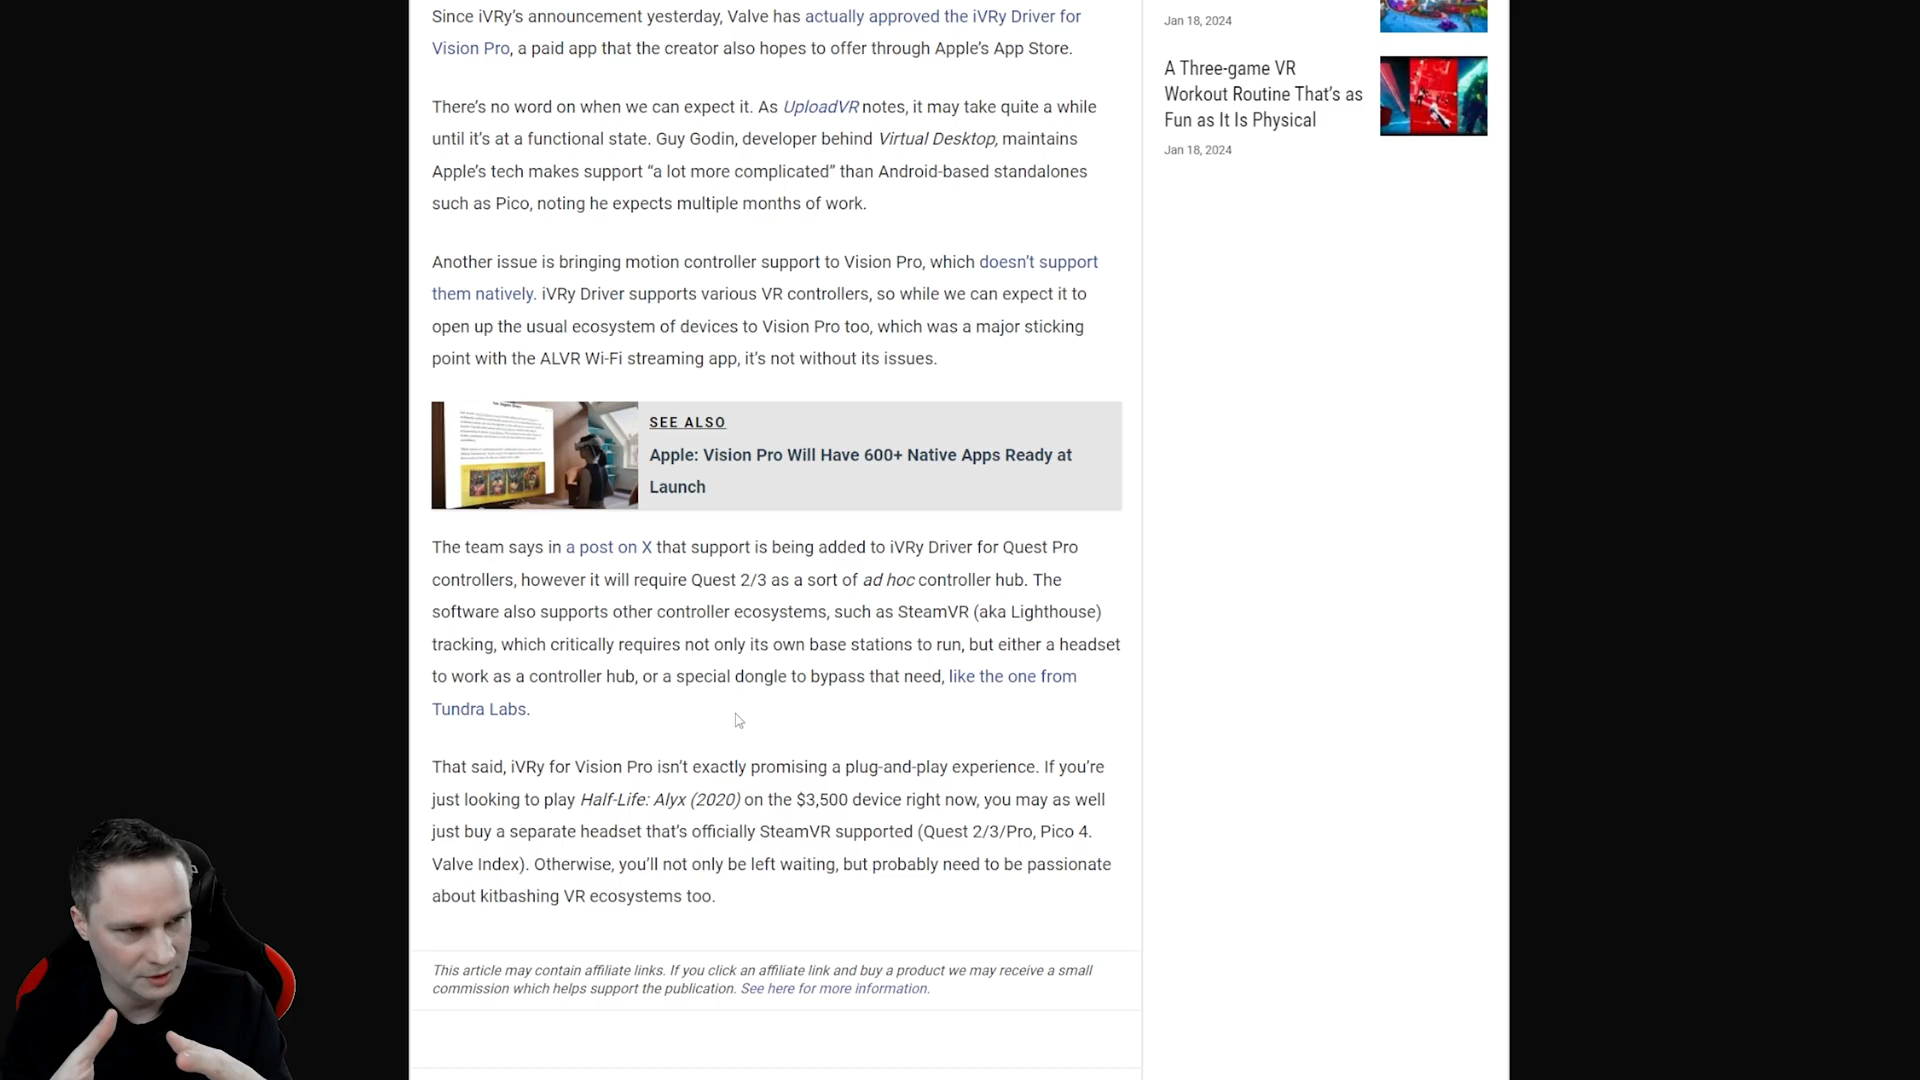 Since iVRy's announcement yesterday, Valve has actually approved the iVRy Driver for
Vision Pro, a paid app that the creator also hopes to offer through Apple's App Store.
There's no word on when we can expect it. As UploadVR notes, it may take quite a while
until it's at a functional state. Guy Godin, developer behind Virtual Desktop, maintains
Apple's tech makes support “a lot more complicated” than Android-based standalones
such as Pico, noting he expects multiple months of work.
Another issue is bringing motion controller support to Vision Pro, which doesn't support
them natively. iVRy Driver supports various VR controllers, so while we can expect it to
open up the usual ecosystem of devices to Vision Pro too, which was a major sticking
point with the ALVR Wi-Fi streaming app, it's not without its issues.
SEE ALSO
Apple: Vision Pro Will Have 600+ Native Apps Ready at
Launch
The team says in a post on X that support is being added to iVRy Driver for Quest Pro
controllers, however it will require Quest 2/3 as a sort of ad hoc controller hub. The
software also supports other controller ecosystems, such as SteamVR (aka Lighthouse)
tracking, which critically requires not only its own base stations to run, but either a headset
to work as a controller hub, or a special dongle to bypass that need, like the one from
Tundra Labs.
That said, iVRy for Vision Pro isn't exactly promising a plug-and-play experience. If you're
just looking to play Half-Life: Alyx (2020) on the $3,500 device right now, you may as well
just buy a separate headset that's officially SteamVR supported (Quest 2/3/Pro, Pico 4.
Valve Index). Otherwise, you'll not only be left waiting, but probably need to be passionate
about kitbashing VR ecosystems too.
This article may contain affiliate links. If you click an affiliate link and buy a product we may receive a small
commission which helps support the publication. See here for more information.
Jan 18, 2024
A Three-game VR
Workout Routine That's as
Fun as It Is Physical
Jan 18, 2024